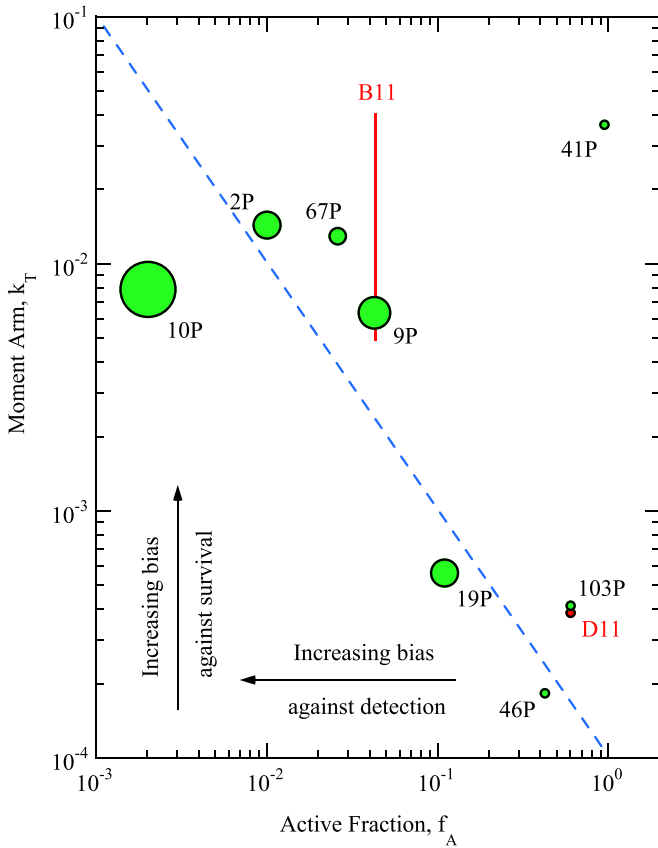 10^-1
B11
41P
2P
67P
10^-2
10P
9P
Moment Arm, k_T
10^-3
Increasing bias
against survival
19P
103P
D11
Increasing bias
against detection
46P
10^-4
10^-3
10^-2
10^-1
10^0
Active Fraction, f_A